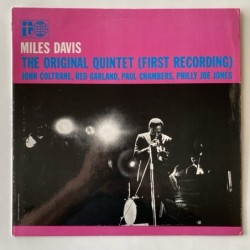 MILES DAVIS
THE ORIGINAL QUINTET (FIRST RECORDING)
JOHN COLTRANE, RED GARLAND, PAUL CHAMBERS, PHILLY JOE JONES